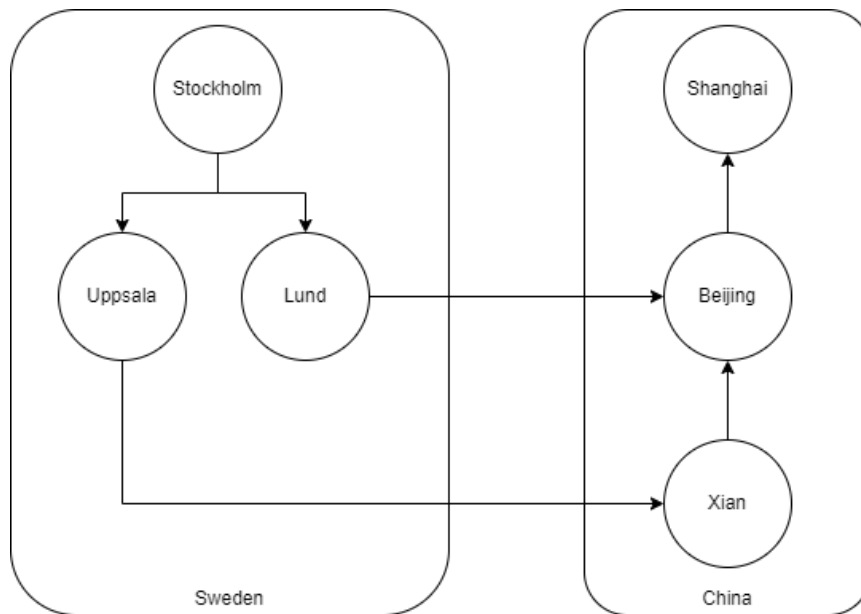 Stockholm
Shanghai
Uppsala
Lund
Beijing
Xian
Sweden
China